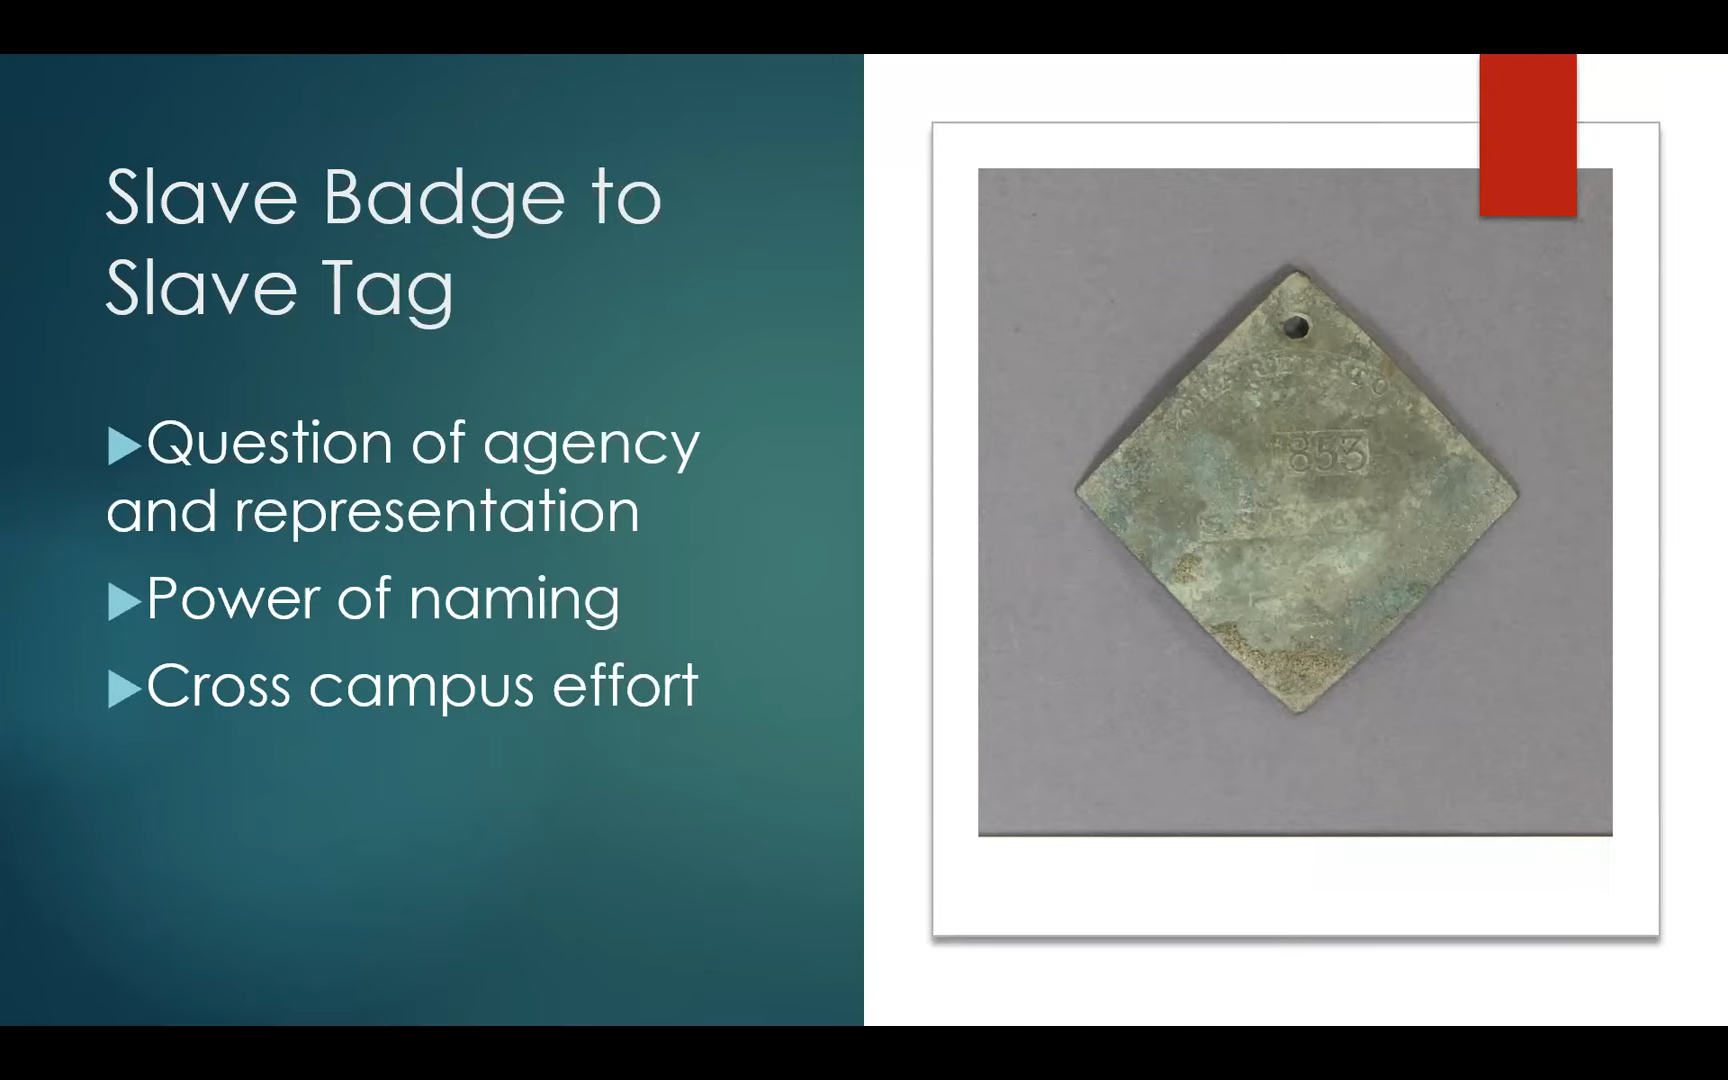 Slave Badge to
Slave Tag
▶Question of agency
and representation
▶Power of naming
▶Cross campus effort
853